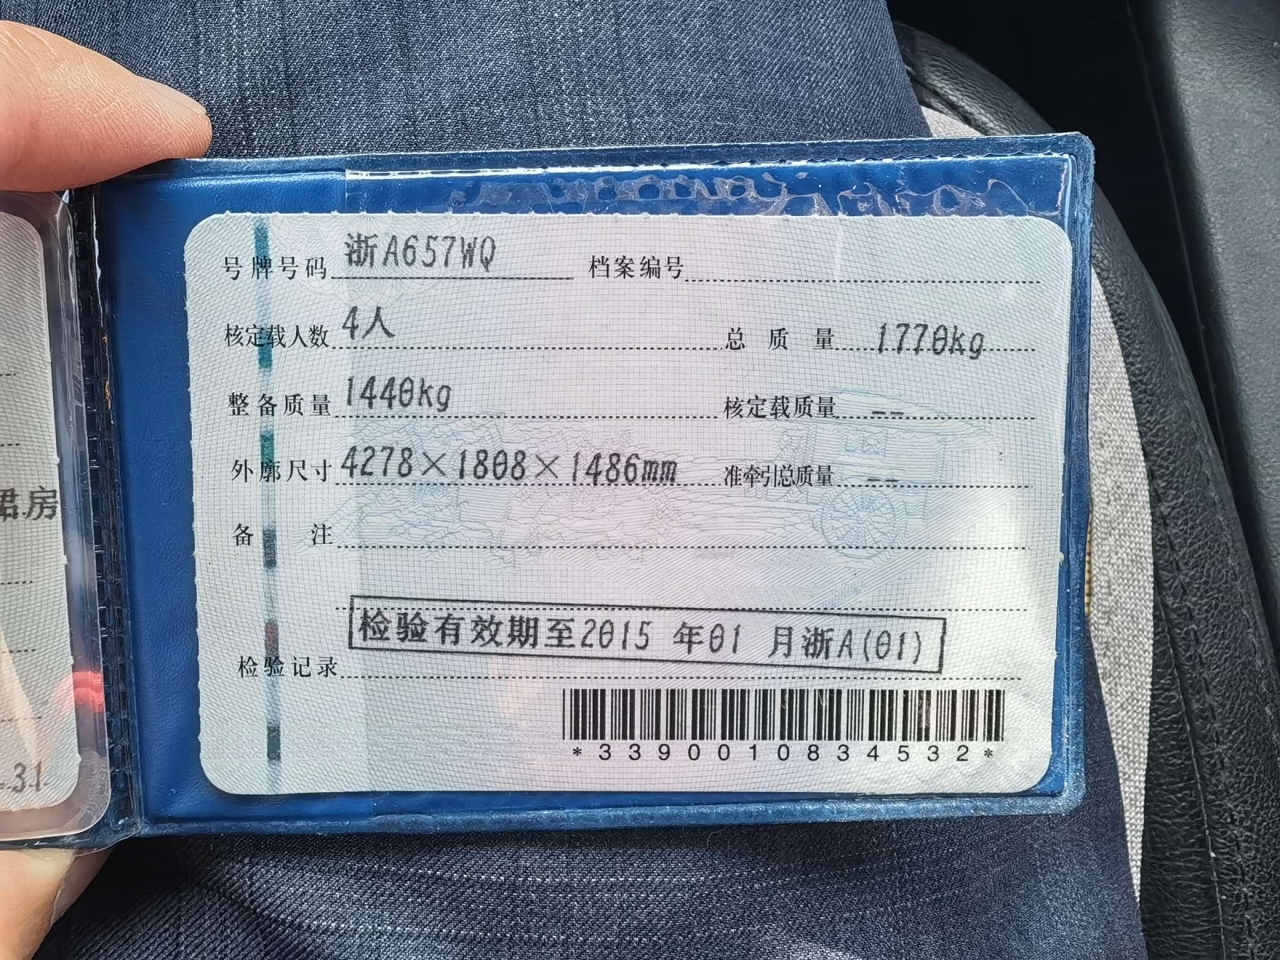 号牌号码 浙A657WQ 档案编号
核定载人数 4人 总质量 1770kg
整备质量 1440kg 核定载质量 --
外廓尺寸 4278×1808×1486mm 准牵引总质量 --
备注
检验有效期至2015 年01 月浙A(01)
检验记录
*3390010834532*
房
31